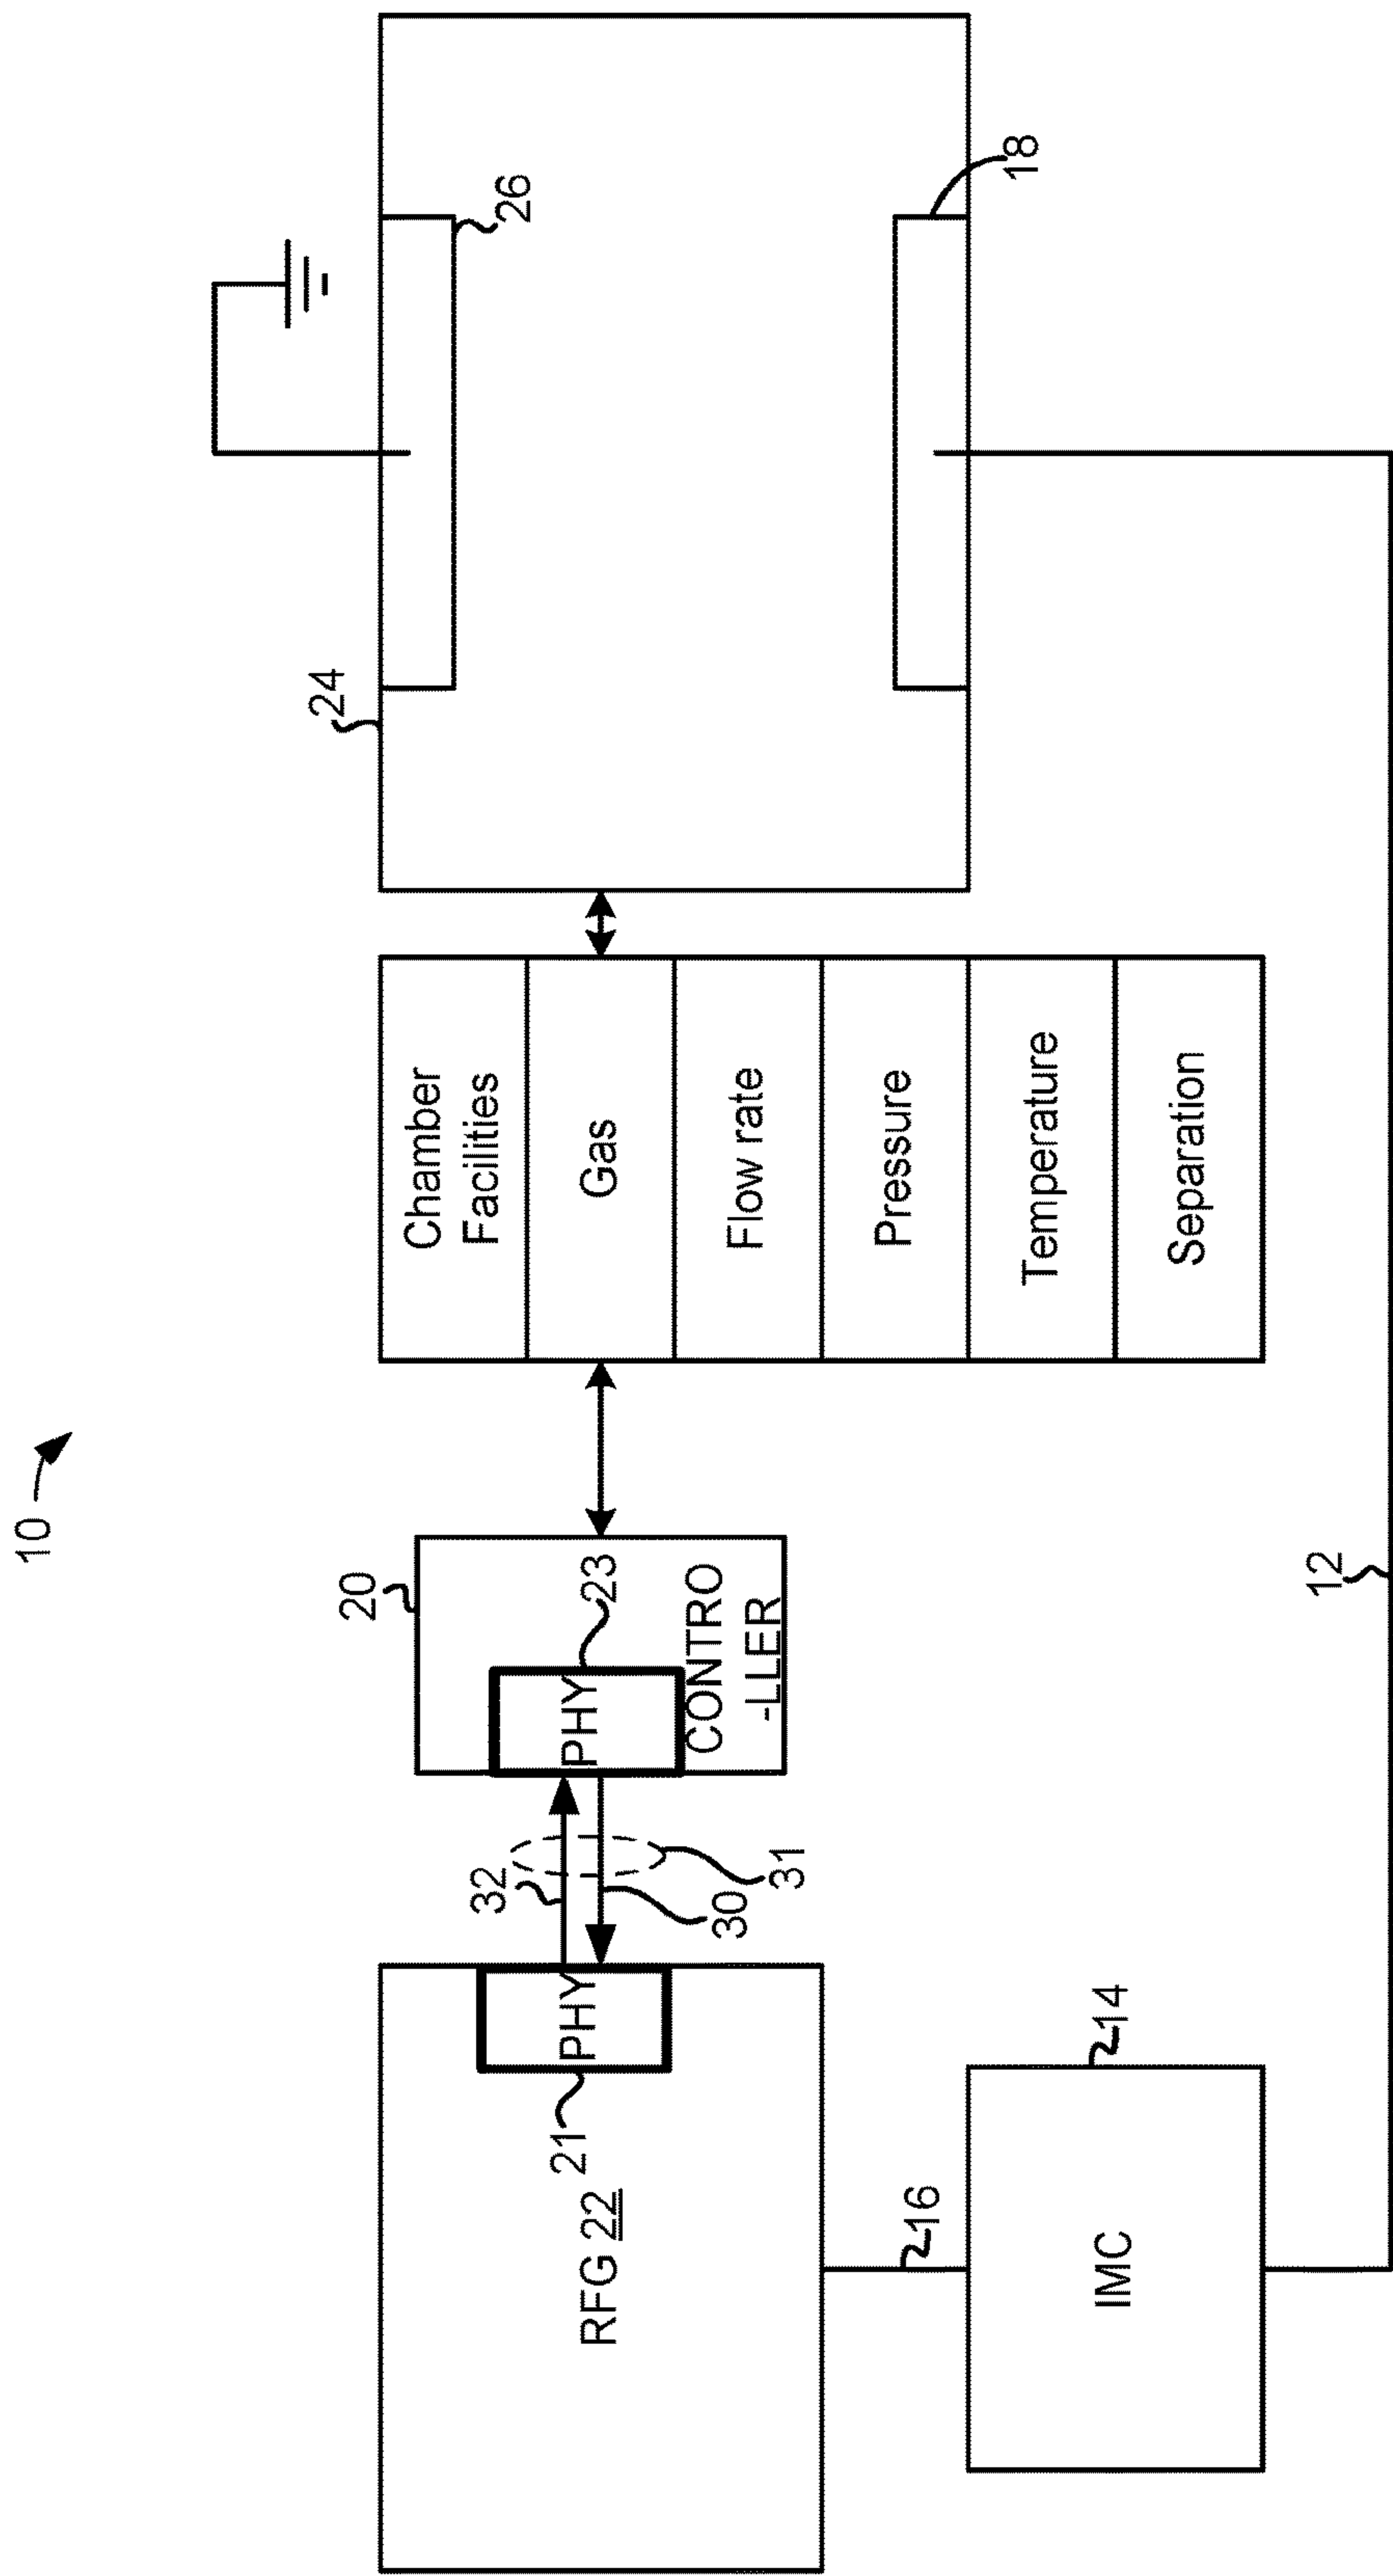 10
24
26
18
20
PHY
23
CONTRO
-LLER
32
30
31
PHY
21
RFG 22
16
IMC
14
12
Chamber
Facilities
Gas
Flow rate
Pressure
Temperature
Separation